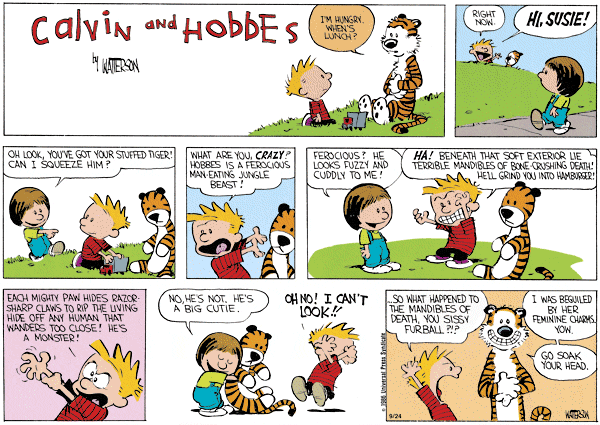 Calvin and Hobbes
by WATTERSON
I'M HUNGRY.
WHEN'S
LUNCH?
RIGHT
NOW.
HI, SUSIE!
OH LOOK, YOU'VE GOT YOUR STUFFED TIGER!
CAN I SQUEEZE HIM?
WHAT ARE YOU, CRAZY?
HOBBES IS A FEROCIOUS
MAN-EATING JUNGLE
BEAST!
FEROCIOUS? HE
LOOKS FUZZY AND
CUDDLY TO ME!
HA! BENEATH THAT SOFT EXTERIOR LIE
TERRIBLE MANDIBLES OF BONE-CRUSHING DEATH!
HE'LL GRIND YOU INTO HAMBURGER!
EACH MIGHTY PAW HIDES RAZOR-
SHARP CLAWS TO RIP THE LIVING
HIDE OFF ANY HUMAN THAT
WANDERS TOO CLOSE! HE'S
A MONSTER!
NO, HE'S NOT. HE'S
A BIG CUTIE.
OH NO! I CAN'T
LOOK!!
...SO WHAT HAPPENED TO
THE MANDIBLES OF
DEATH, YOU SISSY
FURBALL?!?
I WAS BEGUILED
BY HER
FEMININE CHARMS.
YOW.
GO SOAK
YOUR HEAD.
© 1986 Universal Press Syndicate
9/24
WATTERSON